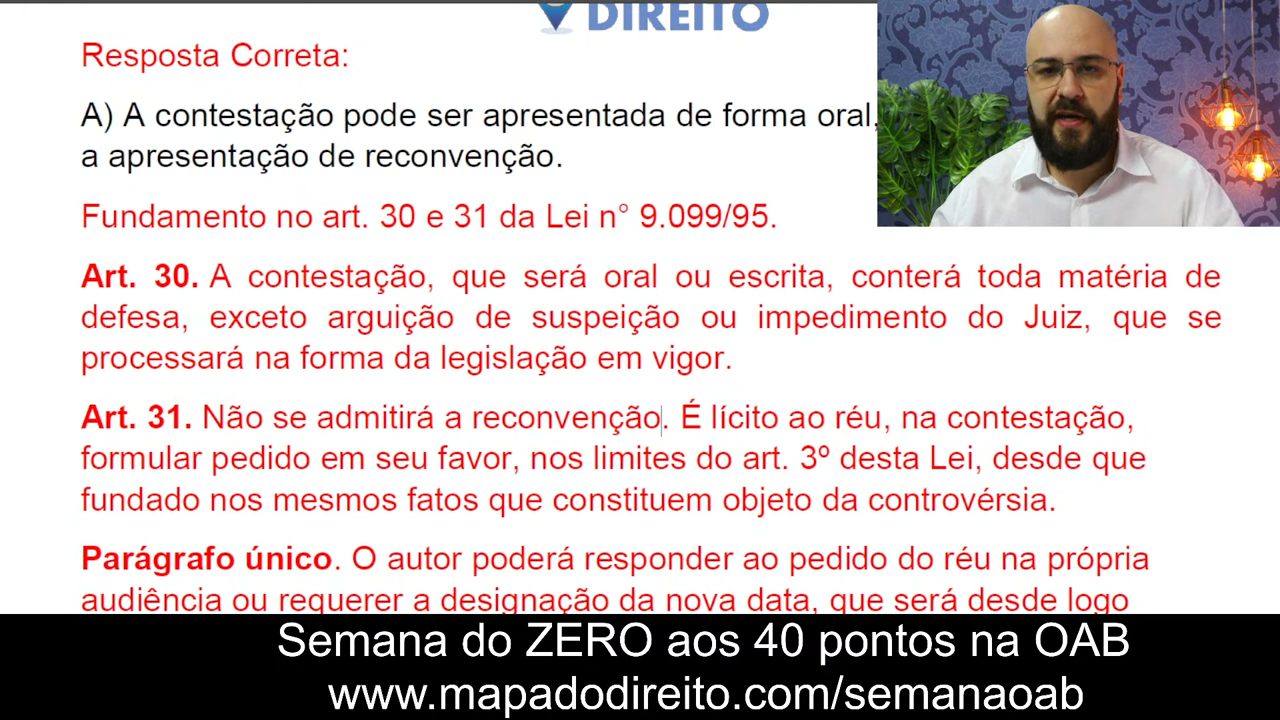 DIREITO
Resposta Correta:
A) A contestação pode ser apresentada de forma oral,
a apresentação de reconvenção.
Fundamento no art. 30 e 31 da Lei n° 9.099/95.
Art. 30. A contestação, que será oral ou escrita, conterá toda matéria de
defesa, exceto arguição de suspeição ou impedimento do Juiz, que se
processará na forma da legislação em vigor.
Art. 31. Não se admitirá a reconvenção. É lícito ao réu, na contestação,
formular pedido em seu favor, nos limites do art. 3º desta Lei, desde que
fundado nos mesmos fatos que constituem objeto da controvérsia.
Parágrafo único. O autor poderá responder ao pedido do réu na própria
audiência ou requerer a designação da nova data, que será desde logo
Semana do ZERO aos 40 pontos na OAB
www.mapadodireito.com/semanaoab